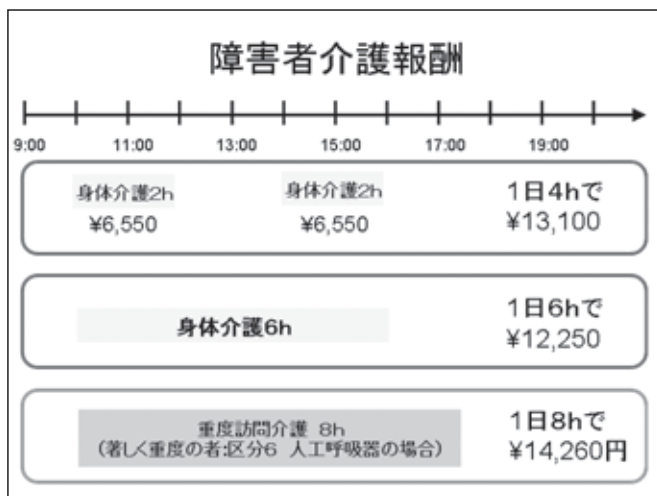 障害者介護報酬
9:00 11:00 13:00 15:00 17:00 19:00
身体介護2h
¥6,550
身体介護2h
¥6,550
1日4hで
¥13,100
身体介護6h
1日6hで
¥12,250
重度訪問介護 8h
(著しく重度の者:区分6 人工呼吸器の場合)
1日8hで
¥14,260円